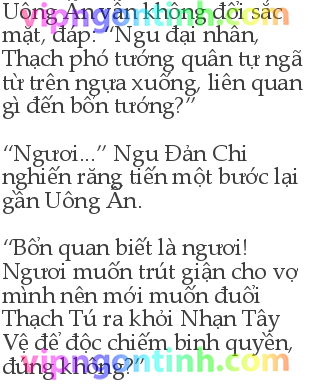 Uông Ấn vẫn không đổi sắc
mặt, đáp: “Ngu đại nhân,
Thạch phó tướng quân tự ngã
từ trên ngựa xuống, liên quan
gì đến bổn tướng?”
“Ngươi...” Ngu Đản Chi
nghiến răng tiến một bước lại
gần Uông Ấn.
“Bổn quan biết là ngươi!
Ngươi muốn trút giận cho vợ
mình nên mới muốn đuổi
Thạch Tú ra khỏi Nhạn Tây
Vệ để độc chiếm binh quyền,
đúng không?”
vipngontinh.com
vipngontinh.com